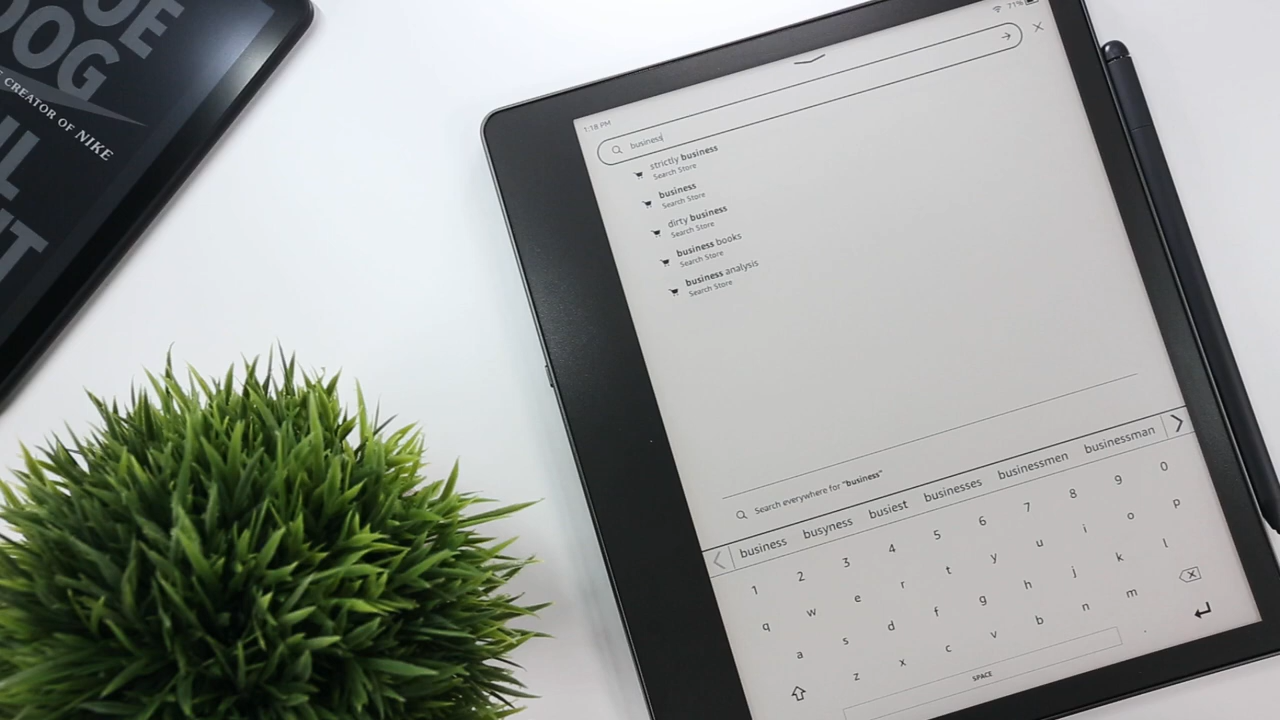 OE
DOG
CREATOR OF NIKE
1:18 PM
71%
business
strictly business
Search Store
business
Search Store
dirty business
Search Store
business books
Search Store
business analysis
Search Store
Search everywhere for "business"
business busyness busiest businesses businessmen businessman
1 2 3 4 5 6 7 8 9 0
q w e r t y u i o p
a s d f g h j k l
z x c v b n m .
SPACE